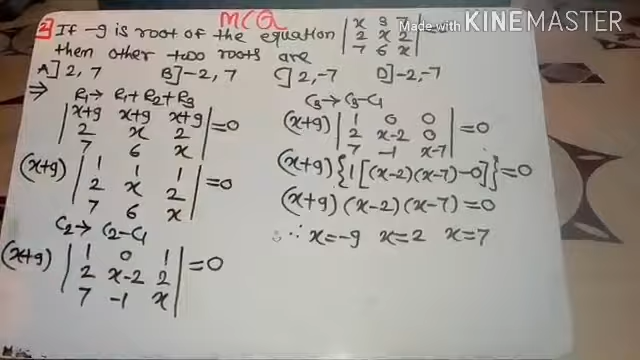 MCQ
Made with KINEMASTER
2] If -9 is root of the equation | x 3 7 |
| 2 x 2 |
| 7 6 x |
then other two roots are
A] 2, 7 B] -2, 7 C] 2, -7 D] -2, -7
⇒ R₁→ R₁+R₂+R₃
| x+9 x+9 x+9 |
| 2 x 2 | =0
| 7 6 x |
(x+9) | 1 1 1 |
| 2 x 2 | =0
| 7 6 x |
C₂→ C₂-C₁
(x+9) | 1 0 1 |
| 2 x-2 2 | =0
| 7 -1 x |
C₃→C₃-C₁
(x+9) | 1 0 0 |
| 2 x-2 0 | =0
| 7 -1 x-7 |
(x+9) {1[(x-2)(x-7)-0]} =0
(x+9) (x-2) (x-7) =0
∴ x=-9 x=2 x=7